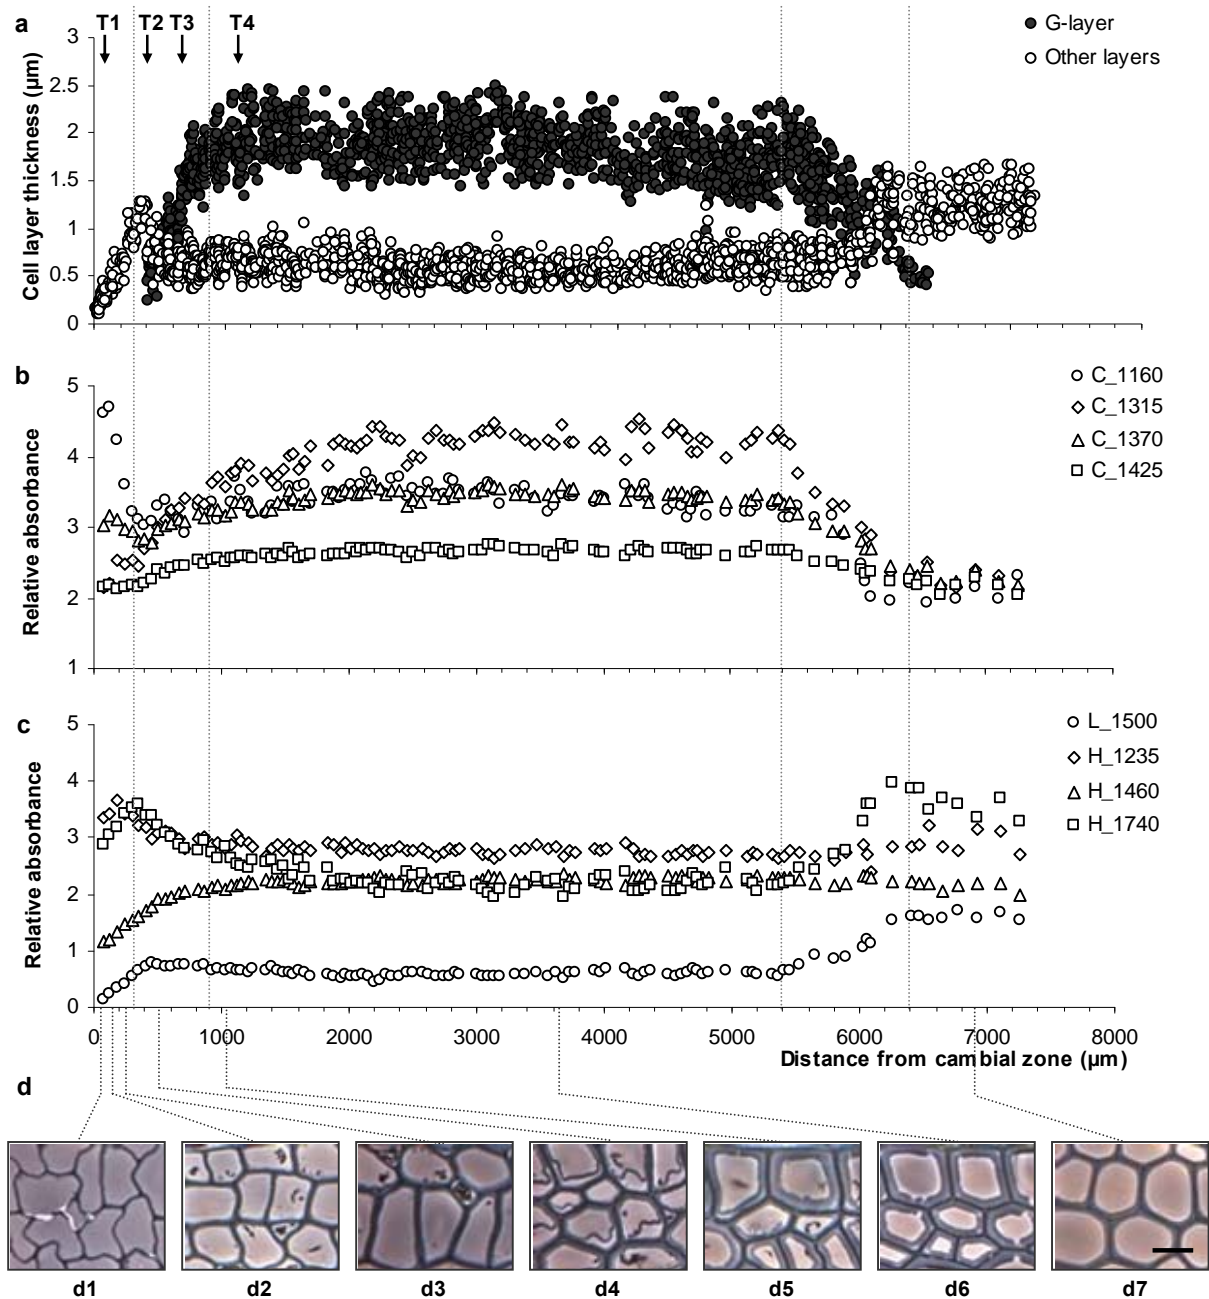 a
T1 T2 T3 T4
G-layer
Other layers
3
2.5
2
1.5
1
0.5
0
Cell layer thickness (µm)
b
C_1160
C_1315
C_1370
C_1425
5
4
3
2
1
Relative absorbance
c
L_1500
H_1235
H_1460
H_1740
5
4
3
2
1
0
Relative absorbance
0 1000 2000 3000 4000 5000 6000 7000 8000
Distance from cambial zone (µm)
d
d1 d2 d3 d4 d5 d6 d7